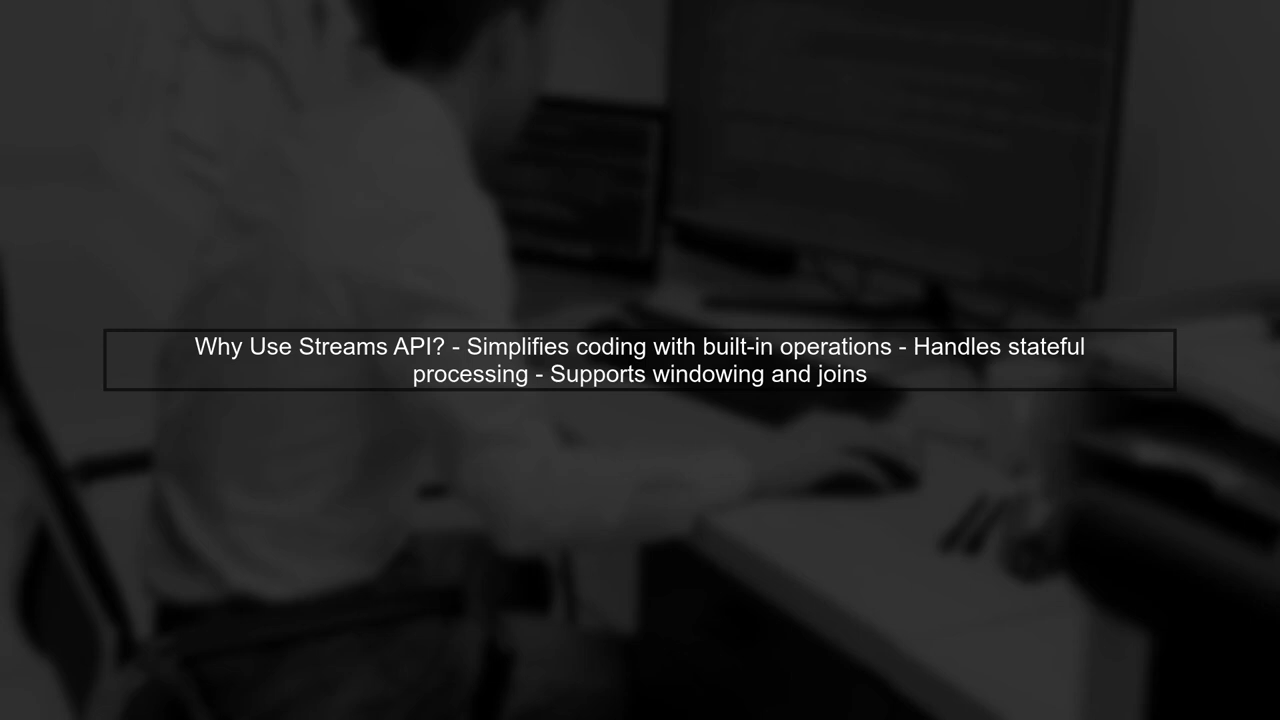 Why Use Streams API? - Simplifies coding with built-in operations - Handles stateful
processing - Supports windowing and joins